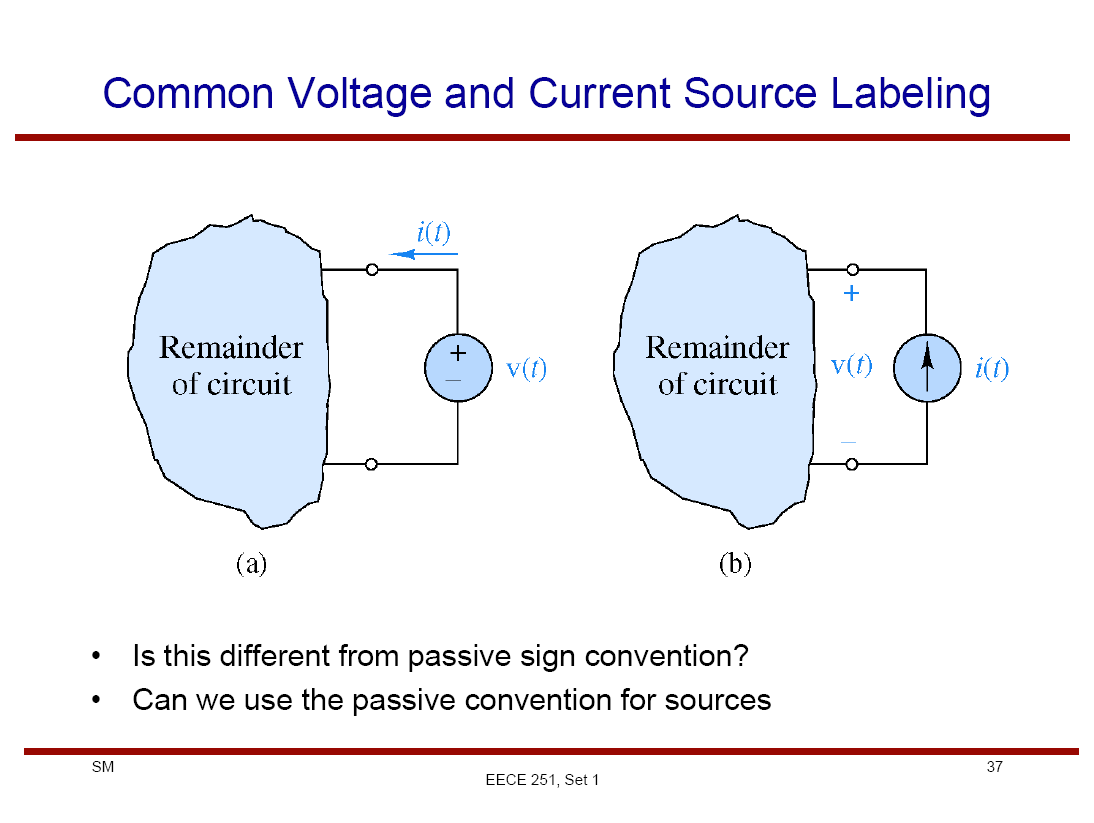 Common Voltage and Current Source Labeling
i(t)
Remainder
of circuit
+
–
v(t)
(a)
Remainder
of circuit
+
v(t)
–
i(t)
(b)
• Is this different from passive sign convention?
• Can we use the passive convention for sources
SM
EECE 251, Set 1
37